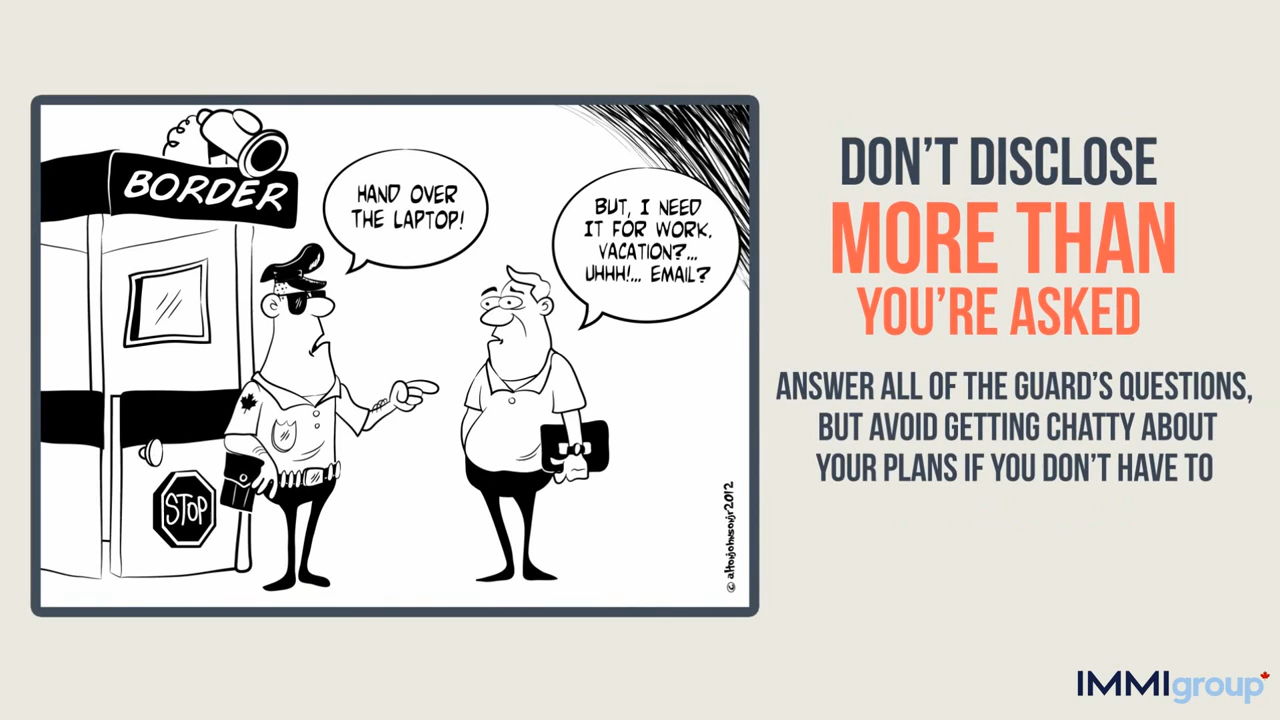 BORDER
HAND OVER
THE LAPTOP!
BUT, I NEED
IT FOR WORK.
VACATION?...
UHHH!... EMAIL?
STOP
© altonjohnsonjr2012
DON'T DISCLOSE
MORE THAN
YOU'RE ASKED
ANSWER ALL OF THE GUARD'S QUESTIONS,
BUT AVOID GETTING CHATTY ABOUT
YOUR PLANS IF YOU DON'T HAVE TO
IMMIgroup